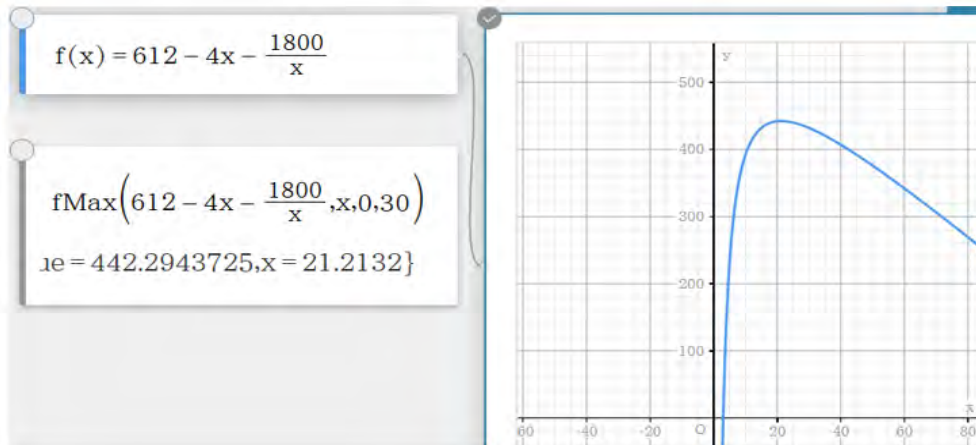 f(x) = 612 − 4x − 1800/x
fMax(612 − 4x − 1800/x ,x,0,30)
1e = 442.2943725,x = 21.2132}
y
500
400
300
200
100
60 -40 -20 O 20 40 60 80
x